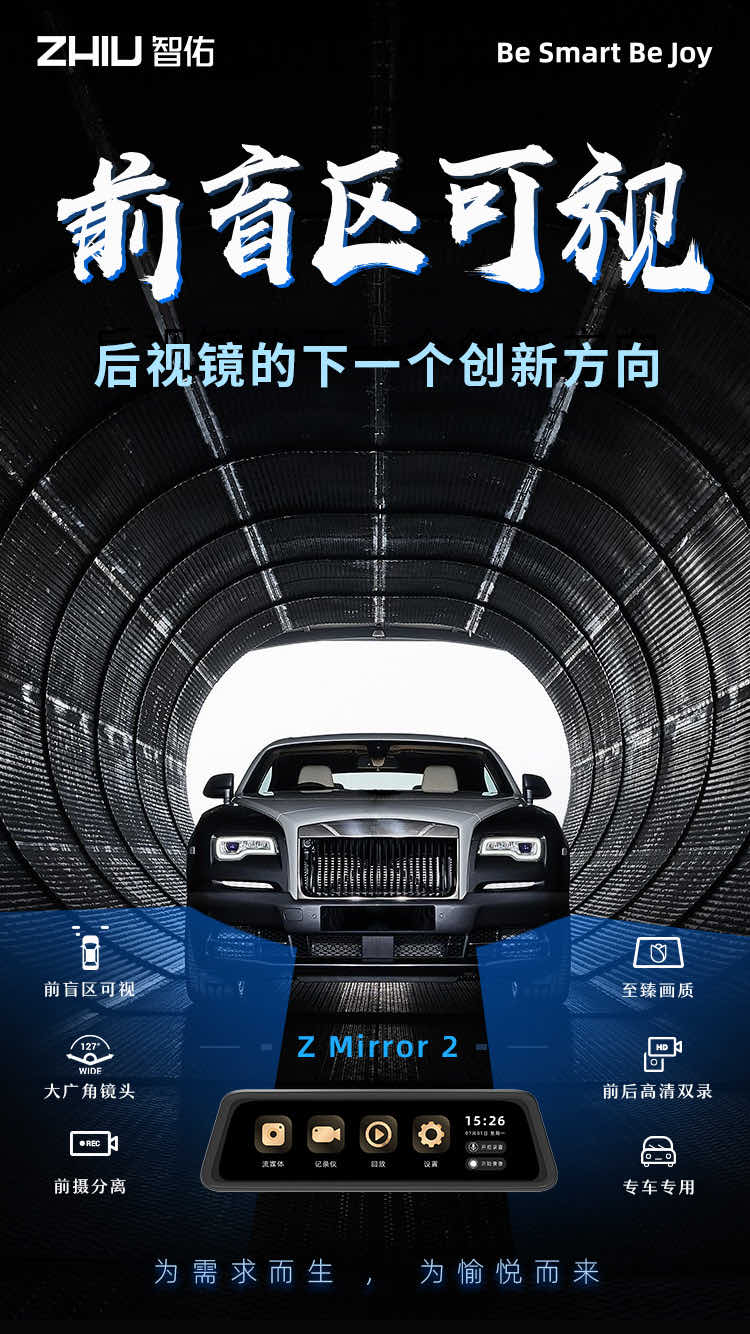 ZHIU 智佑
Be Smart Be Joy
前盲区可视
后视镜的下一个创新方向
前盲区可视
至臻画质
127°
WIDE
大广角镜头
HD
前后高清双录
REC
前摄分离
专车专用
Z Mirror 2
15:26
流媒体 记录仪 回放 设置
为需求而生，为愉悦而来